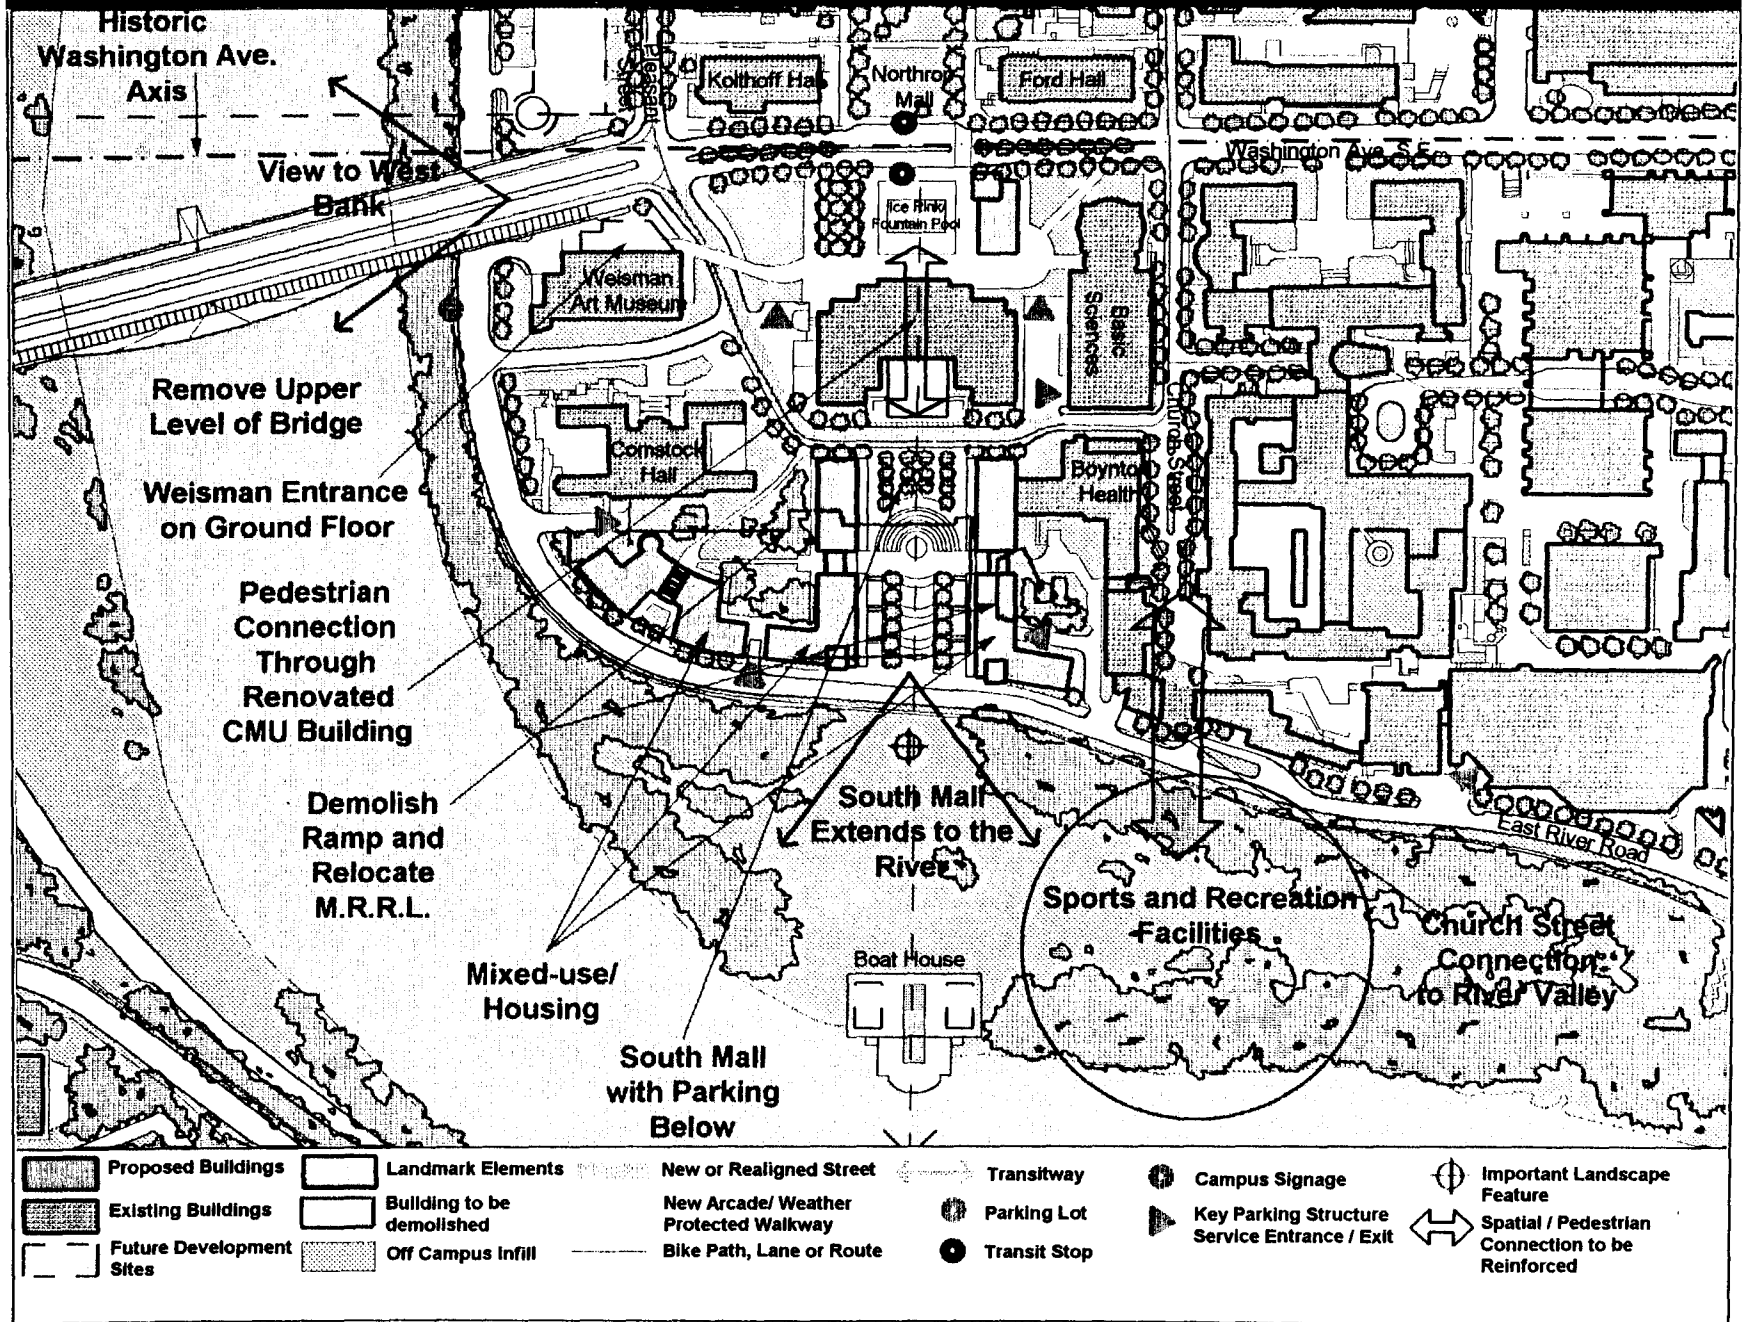 Historic
Washington Ave.
Axis
Pleasant
Street
Kolthoff Hall
Northrop
Mall
Ford Hall
Washington Ave. S.E.
View to West
Bank
Ice Rink/
Fountain Pool
Weisman
Art Museum
Basic
Sciences
Church Street
Remove Upper
Level of Bridge
Comstock
Hall
Boynton
Health
Weisman Entrance
on Ground Floor
Pedestrian
Connection
Through
Renovated
CMU Building
Demolish
Ramp and
Relocate
M.R.R.L.
South Mall
Extends to the
River
East River Road
Sports and Recreation
Facilities
Church Street
Connection
to River Valley
Boat House
Mixed-use/
Housing
South Mall
with Parking
Below
Proposed Buildings
Existing Buildings
Future Development
Sites
Landmark Elements
Building to be
demolished
Off Campus Infill
New or Realigned Street
New Arcade/ Weather
Protected Walkway
Bike Path, Lane or Route
Transitway
Parking Lot
Transit Stop
Campus Signage
Key Parking Structure
Service Entrance / Exit
Important Landscape
Feature
Spatial / Pedestrian
Connection to be
Reinforced